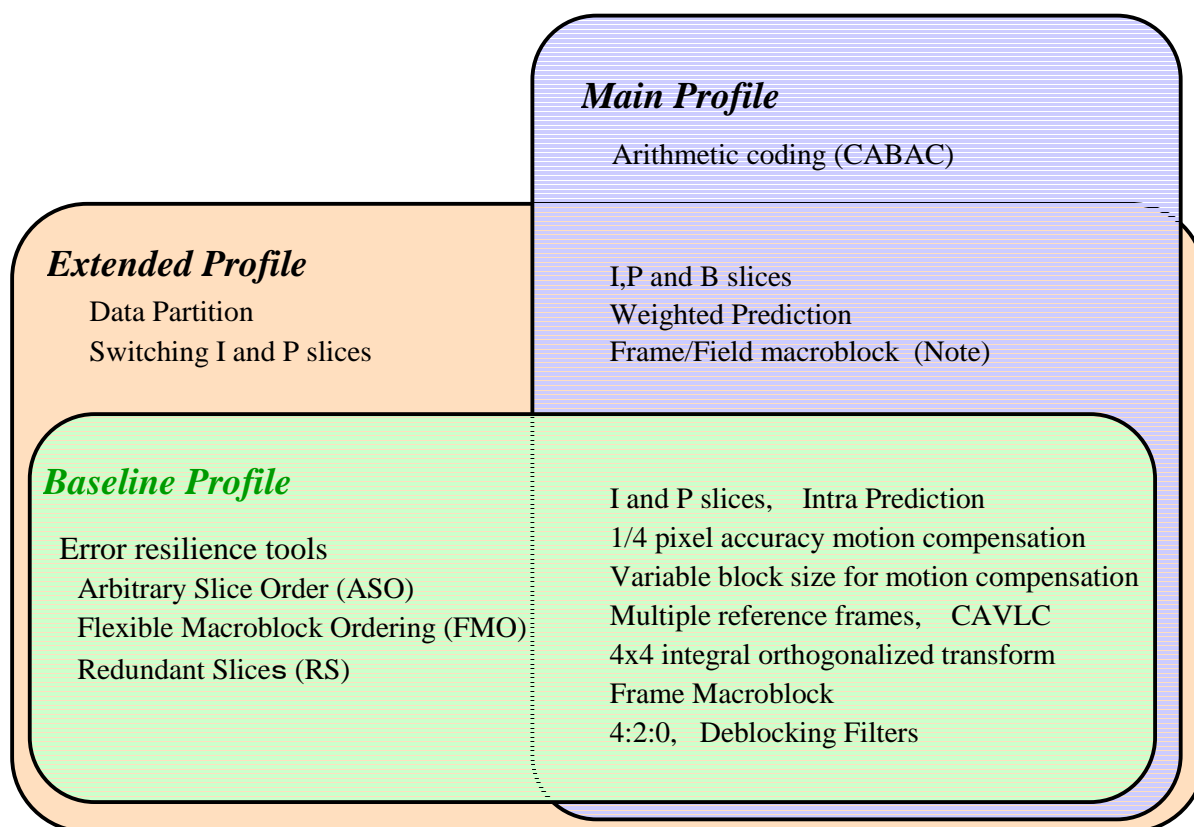 Main Profile
Arithmetic coding (CABAC)
Extended Profile
Data Partition
Switching I and P slices
I,P and B slices
Weighted Prediction
Frame/Field macroblock (Note)
Baseline Profile
Error resilience tools
Arbitrary Slice Order (ASO)
Flexible Macroblock Ordering (FMO)
Redundant Slices (RS)
I and P slices, Intra Prediction
1/4 pixel accuracy motion compensation
Variable block size for motion compensation
Multiple reference frames, CAVLC
4x4 integral orthogonalized transform
Frame Macroblock
4:2:0, Deblocking Filters